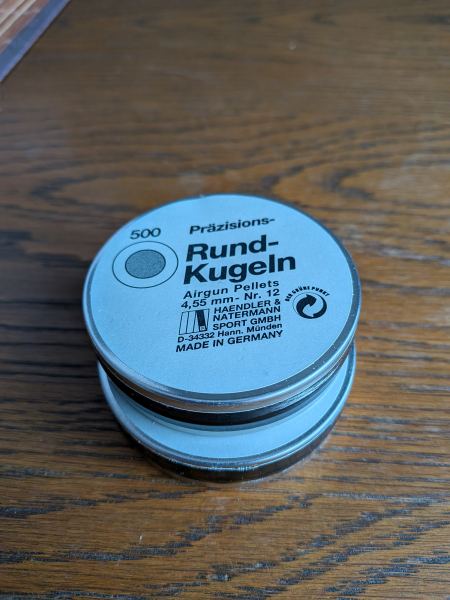 500
Präzisions-
Rund-
Kugeln
Airgun Pellets
4,55 mm - Nr. 12
HAENDLER &
NATERMANN
SPORT GMBH
D-34332 Hann. Münden
MADE IN GERMANY
DER GRÜNE PUNKT